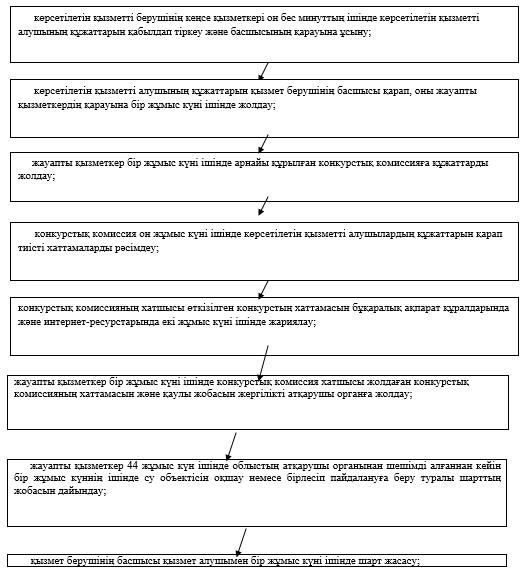 көрсетілетін қызметті берушінің кеңсе қызметкері он бес минуттың ішінде көрсетілетін қызметті
алушының құжаттарын қабылдап тіркеу және басшысының қарауына ұсыну;
көрсетілетін қызметті алушының құжаттарын қызмет берушінің басшысы қарап, оны жауапты
қызметкердің қарауына бір жұмыс күні ішінде жолдау;
жауапты қызметкер бір жұмыс күні ішінде арнайы құрылған конкурстық комиссияға құжаттарды
жолдау;
конкурстық комиссия он жұмыс күні ішінде көрсетілетін қызметті алушылардың құжаттарын қарап
тиісті хаттамаларды рәсімдеу;
конкурстық комиссияның хатшысы өткізілген конкурстың хаттамасын бұқаралық ақпарат құралдарында
және интернет-ресурстарында екі жұмыс күні ішінде жариялау;
жауапты қызметкер бір жұмыс күні ішінде конкурстық комиссия хатшысы жолдаған конкурстық
комиссияның хаттамасын және қаулы жобасын жергілікті атқарушы органға жолдау;
жауапты қызметкер 44 жұмыс күн ішінде облыстың атқарушы органынан шешімді алғаннан кейін
бір жұмыс күннің ішінде су объектісін оқшау немесе бірлесіп пайдалануға беру туралы шарттың
жобасын дайындау;
қызмет берушінің басшысы қызмет алушымен бір жұмыс күні ішінде шарт жасасу;